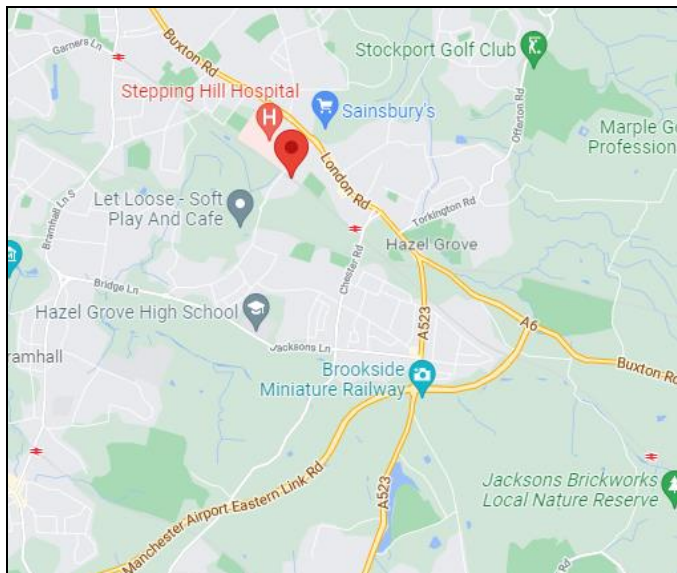 Buxton Rd
Garners Ln
Stockport Golf Club
Stepping Hill
Hospital
H
Sainsbury's
Offerton Rd
Marple Go
Profession
London Rd
Let Loose - Soft
Play And Cafe
Bramhall Ln S
Torkington Rd
Hazel Grove
Chester Rd
Bridge Ln
Hazel Grove High School
A523
A6
Jacksons Ln
ramhall
Brookside
Miniature Railway
Buxton Rd
Manchester Airport Eastern Link Rd
A523
Jacksons Brickworks
Local Nature Reserve